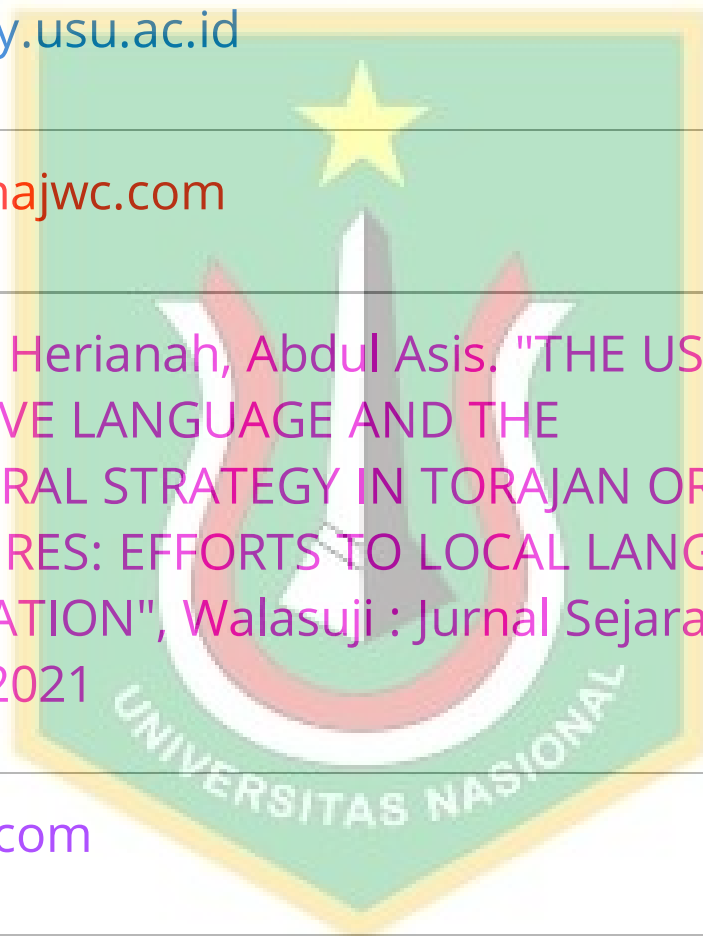 y.usu.ac.id
ajwc.com
Herianah, Abdul Asis. "THE US
VE LANGUAGE AND THE
RAL STRATEGY IN TORAJAN OR
RES: EFFORTS TO LOCAL LANG
ATION", Walasuji : Jurnal Sejara
2021
UNIVERSITAS NASIONAL
com